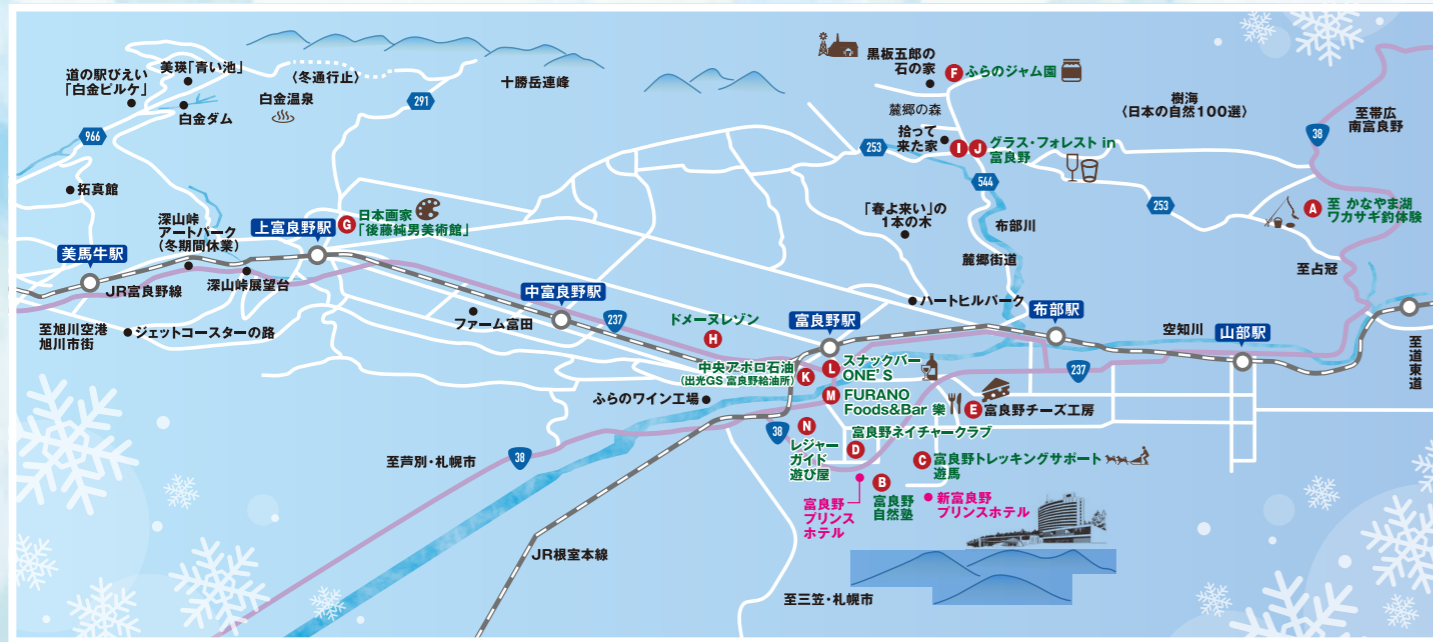 道の駅びえい
「白金ビルケ」
美瑛「青い池」
白金ダム
〈冬通行止〉
白金温泉
291
966
十勝岳連峰
拓真館
深山峠
アートパーク
(冬期間休業)
上富良野駅
G
日本画家
「後藤純男美術館」
美馬牛駅
JR富良野線
深山峠展望台
至旭川空港
旭川市街
ジェットコースターの路
ファーム富田
中富良野駅
237
黒板五郎の
石の家
F ふらのジャム園
麓郷の森
拾って
来た家
253
I J グラス・フォレスト in
富良野
544
樹海
〈日本の自然100選〉
至帯広
南富良野
38
253
A 至 かなやま湖
ワカサギ釣体験
至占冠
「春よ来い」の
1本の木
布部川
麓郷街道
ハートヒルパーク
布部駅
空知川
山部駅
237
至道東道
ドメーヌレゾン
H
富良野駅
中央アポロ石油
(出光GS 富良野給油所)
K
L スナックバー
ONE'S
ふらのワイン工場
M FURANO
Foods&Bar 樂
E 富良野チーズ工房
38
N
レジャー
ガイド
遊び屋
富良野ネイチャークラブ
D
C 富良野トレッキングサポート
遊馬
B
富良野
自然塾
富良野
プリンス
ホテル
新富良野
プリンスホテル
至芦別・札幌市
38
JR根室本線
至三笠・札幌市